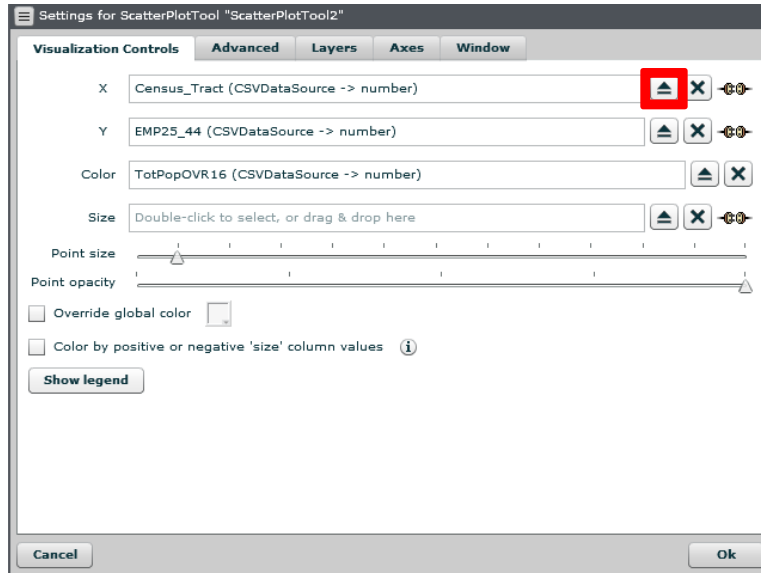 Settings for ScatterPlotTool "ScatterPlotTool2"
Visualization Controls Advanced Layers Axes Window
X Census_Tract (CSVDataSource -> number)
Y EMP25_44 (CSVDataSource -> number)
Color TotPopOVR16 (CSVDataSource -> number)
Size Double-click to select, or drag & drop here
Point size
Point opacity
Override global color
Color by positive or negative 'size' column values
Show legend
Cancel Ok